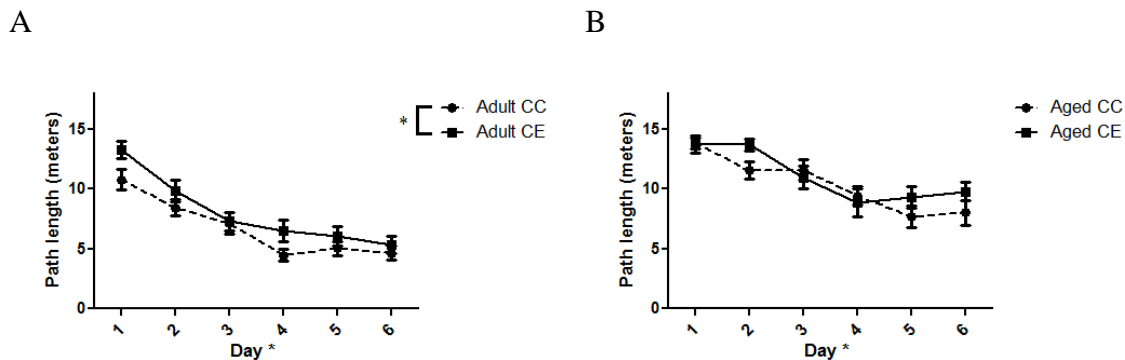 A
B
Path length (meters)
15
10
5
0
1 2 3 4 5 6
Day *
* Adult CC
Adult CE
Path length (meters)
15
10
5
0
1 2 3 4 5 6
Day *
Aged CC
Aged CE